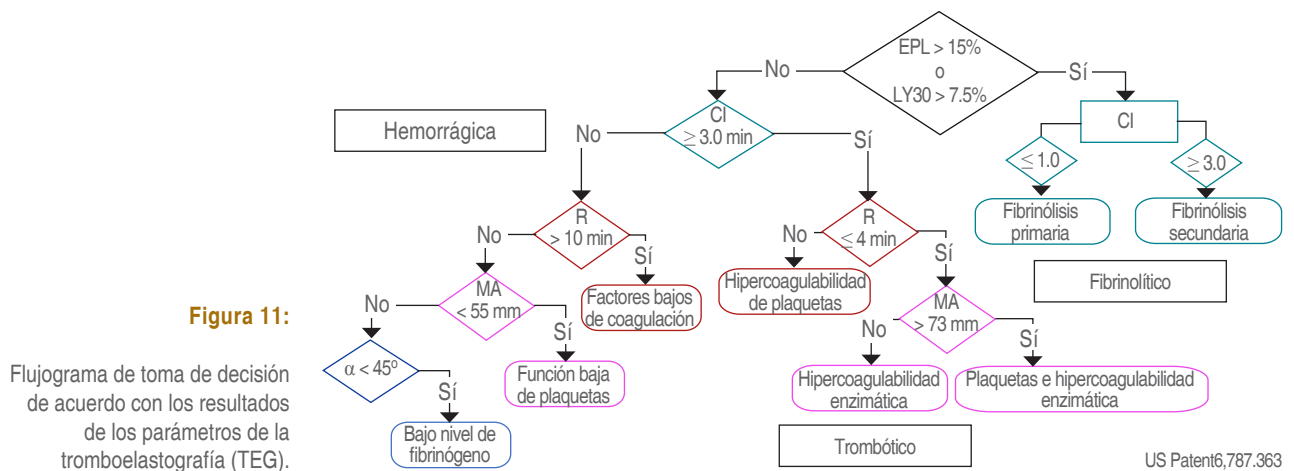 EPL > 15%
o
LY30 > 7.5%
No
Sí
CI
≥ 3.0 min
CI
Hemorrágica
No
Sí
≤ 1.0
≥ 3.0
Fibrinólisis
primaria
Fibrinólisis
secundaria
R
> 10 min
R
≤ 4 min
No
Sí
No
Sí
Fibrinolítico
MA
< 55 mm
Factores bajos
de coagulación
Hipercoagulabilidad
de plaquetas
MA
> 73 mm
No
Sí
No
Sí
α < 45º
Función baja
de plaquetas
Hipercoagulabilidad
enzimática
Plaquetas e hipercoagulabilidad
enzimática
Sí
Bajo nivel de
fibrinógeno
Trombótico
Figura 11:
Flujograma de toma de decisión
de acuerdo con los resultados
de los parámetros de la
tromboelastografía (TEG).
US Patent6,787.363